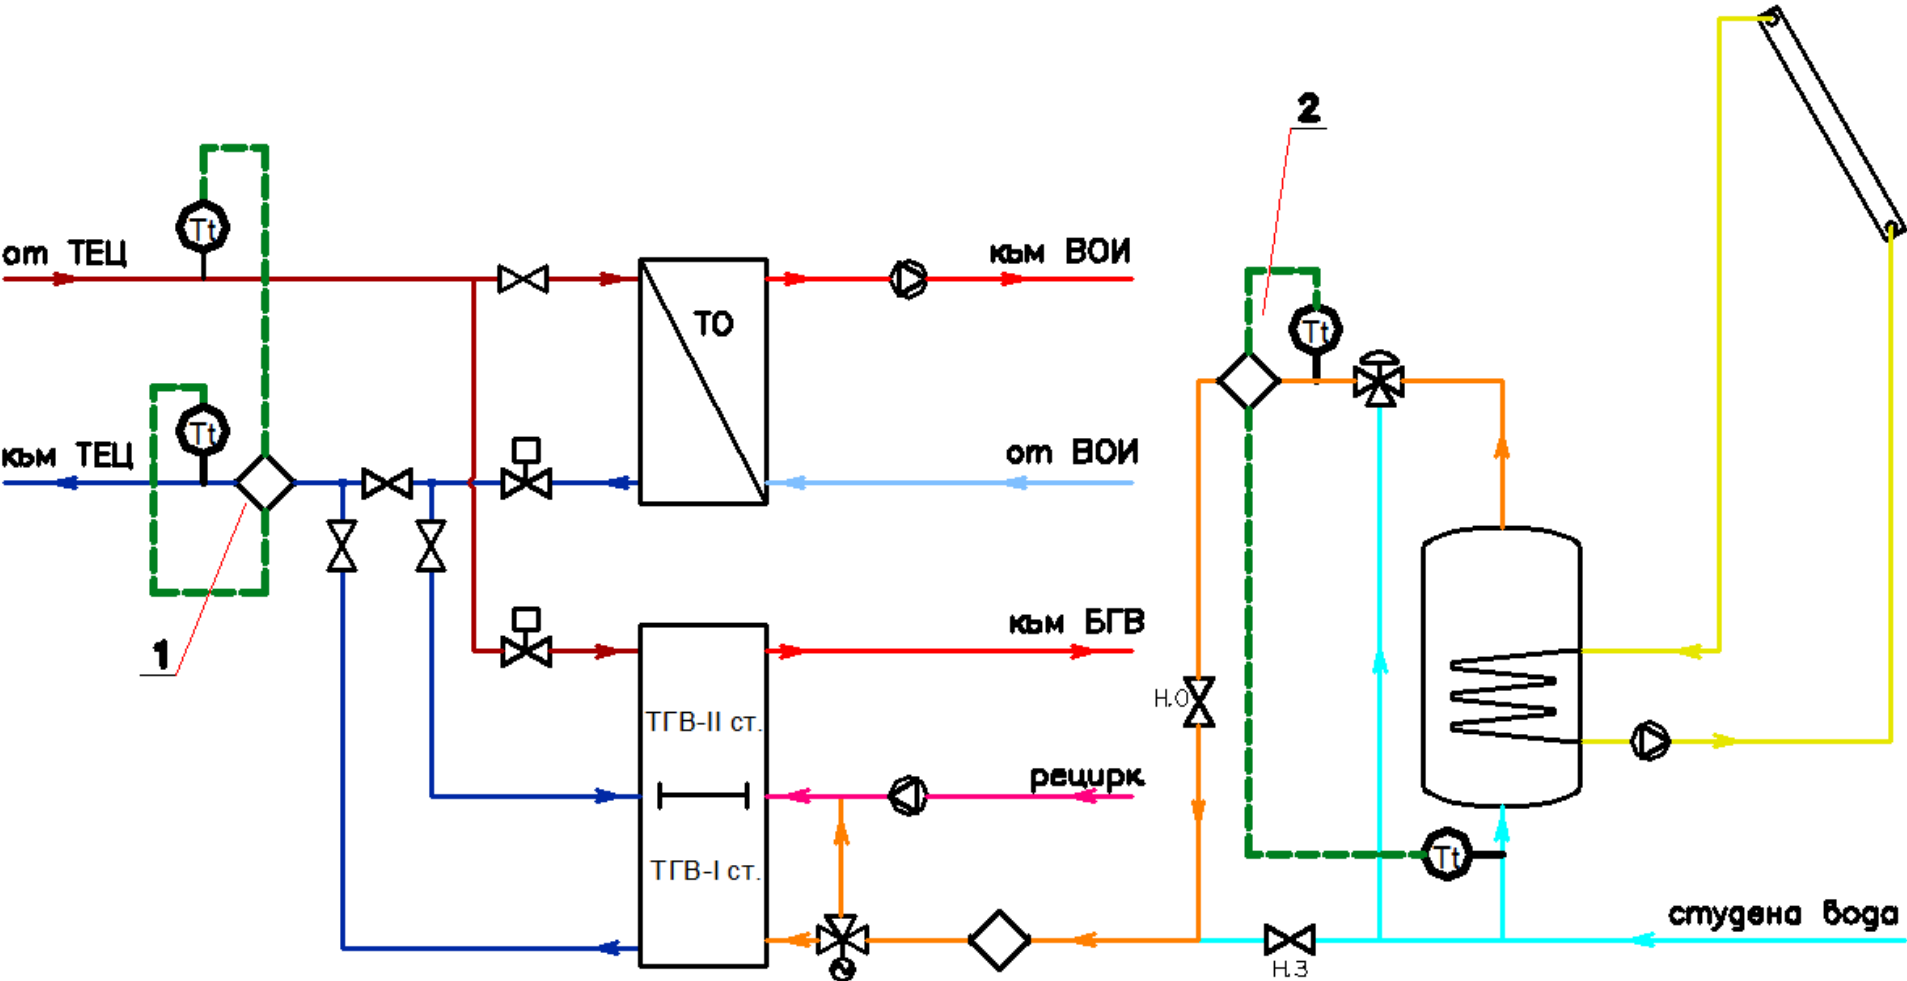 2
Tt
от ТЕЦ
към ВОИ
ТО
Tt
Tt
към ТЕЦ
от ВОИ
към БГВ
1
Н.О
ТГВ-II ст.
рецирк
ТГВ-I ст.
Tt
студена вода
Н.З